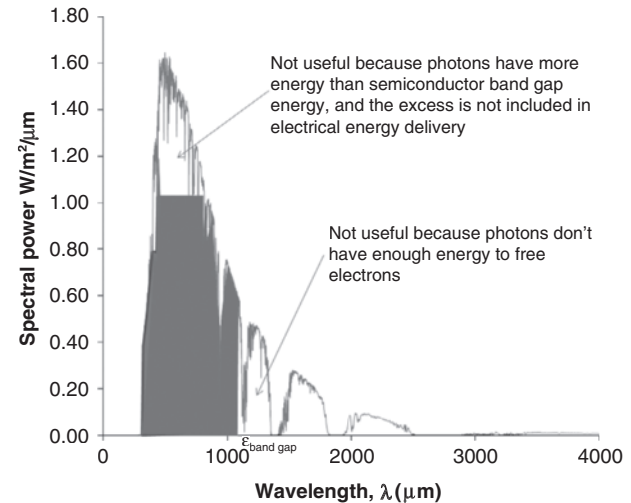 1.80
1.60
1.40
1.20
1.00
0.80
0.60
0.40
0.20
0.00
Spectral power W/m²/μm
Not useful because photons have more
energy than semiconductor band gap
energy, and the excess is not included in
electrical energy delivery
Not useful because photons don't
have enough energy to free
electrons
0
1000
2000
3000
4000
εband gap
Wavelength, λ(μm)